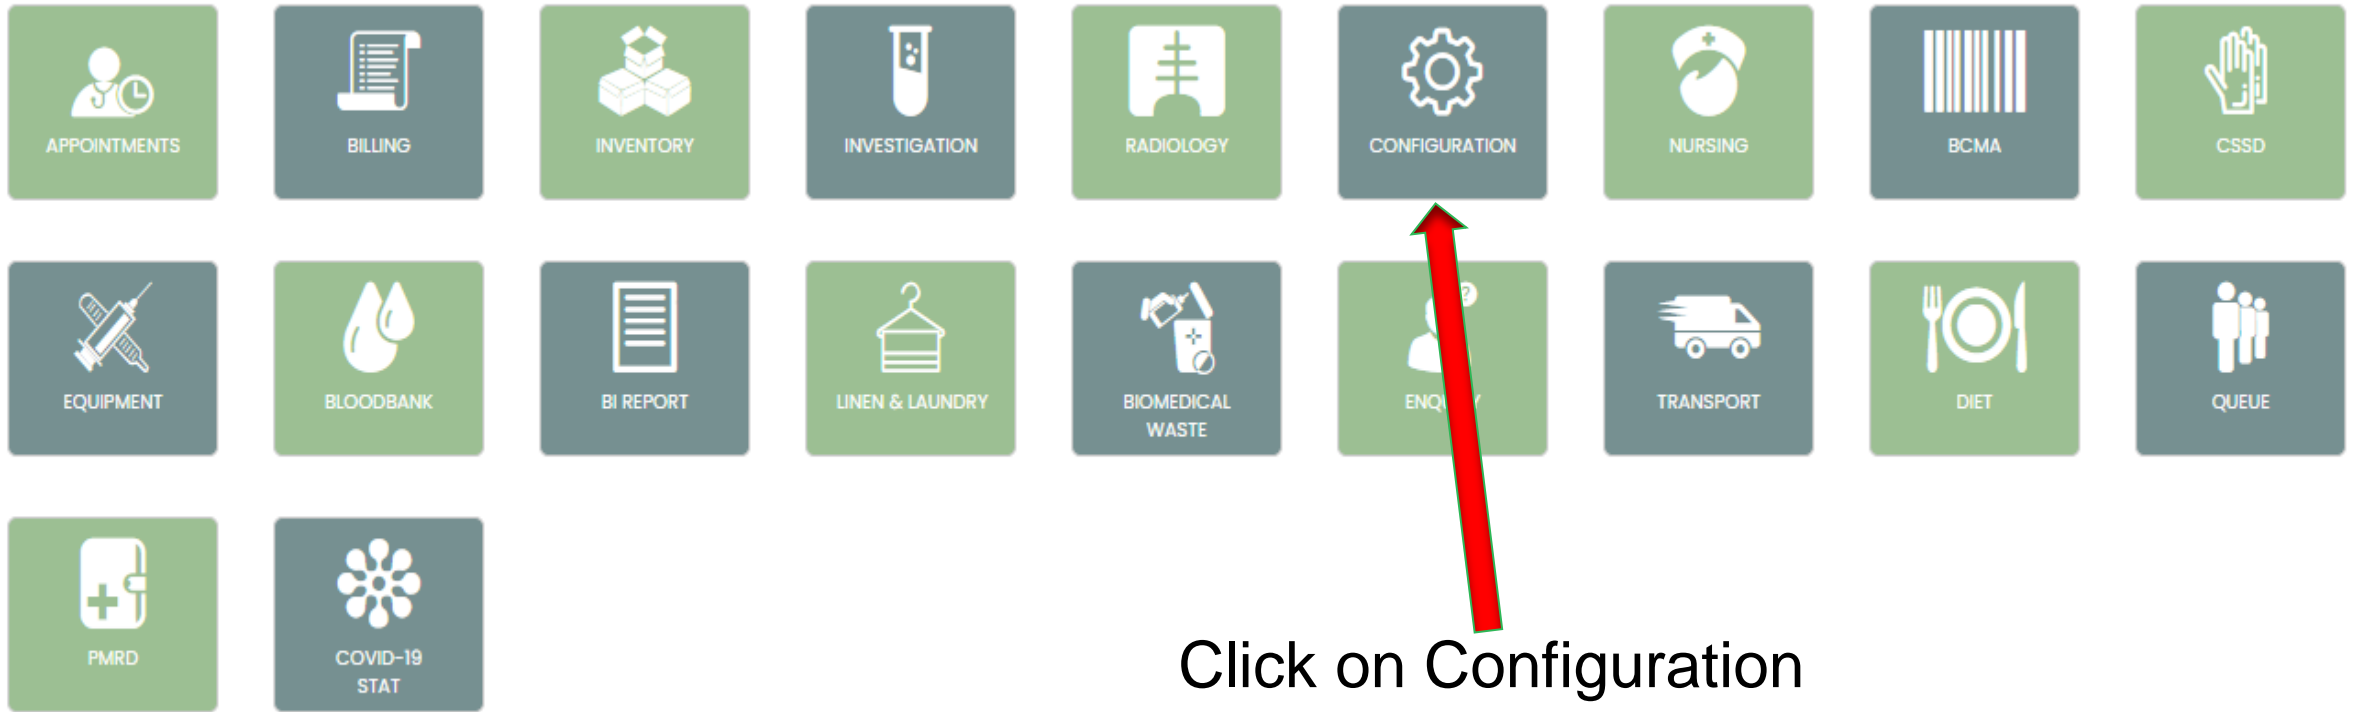 APPOINTMENTS
BILLING
INVENTORY
INVESTIGATION
RADIOLOGY
CONFIGURATION
NURSING
BCMA
CSSD
EQUIPMENT
BLOODBANK
BI REPORT
LINEN & LAUNDRY
BIOMEDICAL
WASTE
?
TRANSPORT
DIET
QUEUE
PMRD
COVID-19
STAT
Click on Configuration